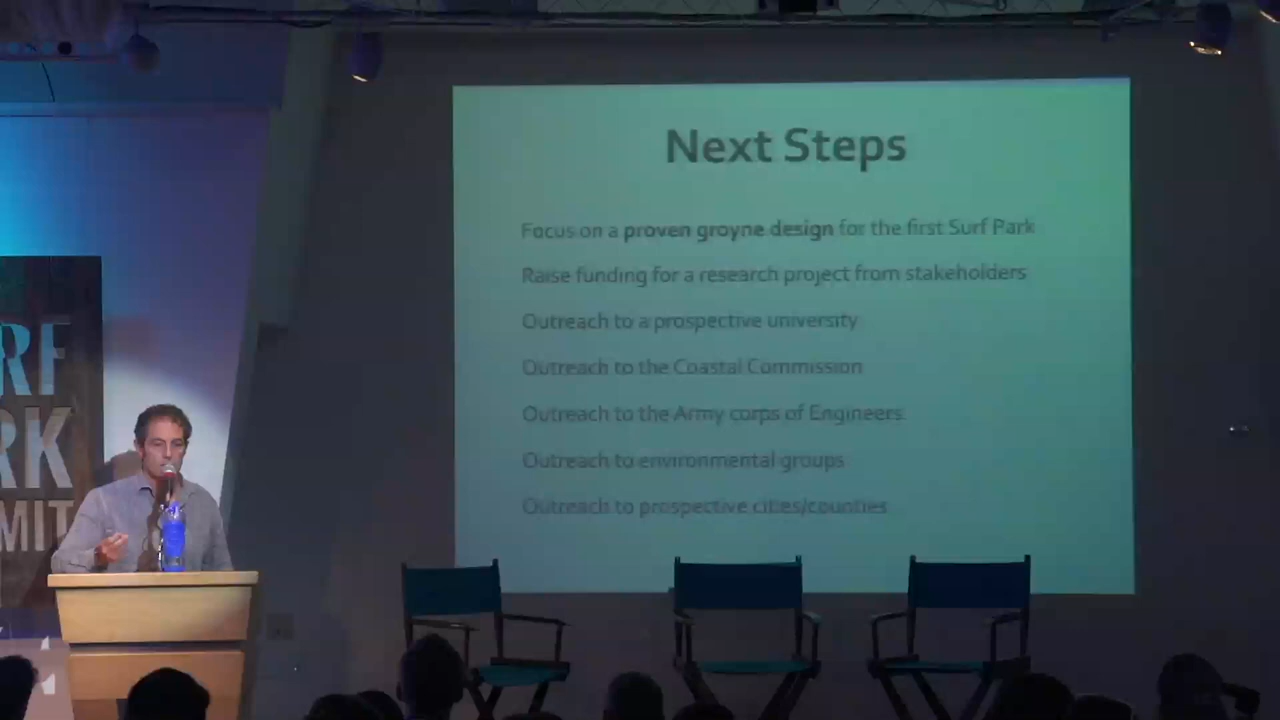 Next Steps
Focus on a proven groyne design for the first Surf Park
Raise funding for a research project from stakeholders
Outreach to a prospective university
Outreach to the Coastal Commission
Outreach to the Army corps of Engineers
Outreach to environmental groups
Outreach to prospective cities/counties
RF
RK
MIT